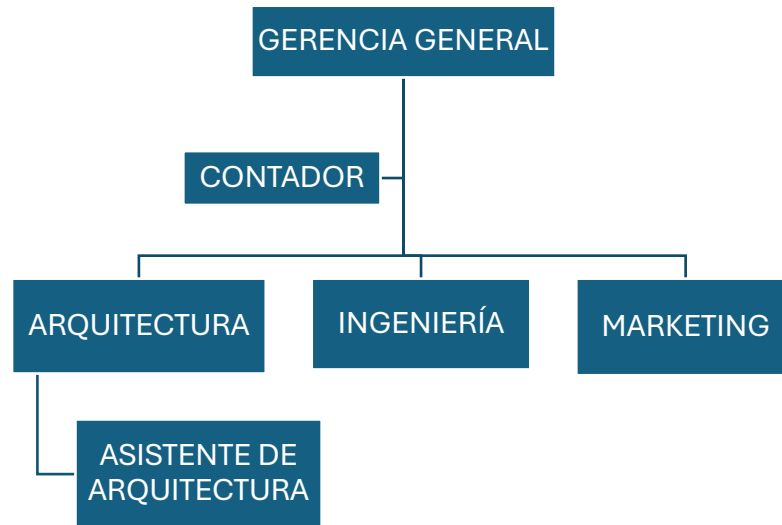 GERENCIA GENERAL
CONTADOR
ARQUITECTURA
INGENIERÍA
MARKETING
ASISTENTE DE
ARQUITECTURA